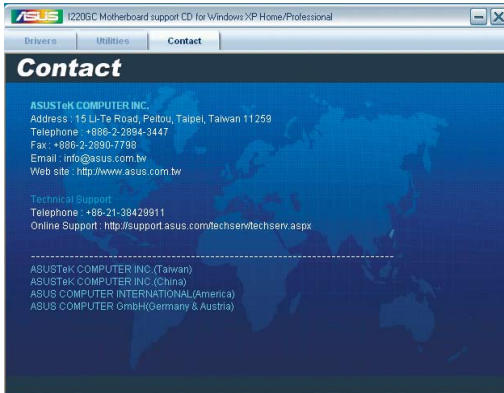 ASUS I220GC Motherboard support CD for Windows XP Home/Professional
Drivers Utilities Contact
Contact
ASUSTeK COMPUTER INC.
Address : 15 Li-Te Road, Peitou, Taipei, Taiwan 11259
Telephone : +886-2-2894-3447
Fax : +886-2-2890-7798
Email : info@asus.com.tw
Web site : http://www.asus.com.tw
Technical Support
Telephone : +86-21-38429911
Online Support : http://support.asus.com/techserv/techserv.aspx
ASUSTeK COMPUTER INC.(Taiwan)
ASUSTeK COMPUTER INC.(China)
ASUS COMPUTER INTERNATIONAL(America)
ASUS COMPUTER GmbH(Germany & Austria)